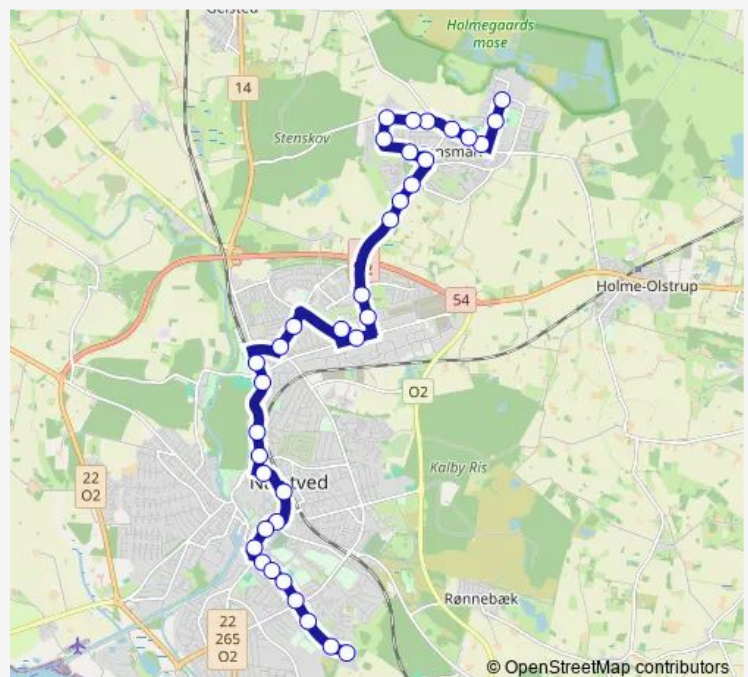 Holmegaards
mose
14
Stenskov
54
Holme-Olstrup
O2
22
O2
Kalby Ris
Rønnebæk
22
265
O2
© OpenStreetMap contributors